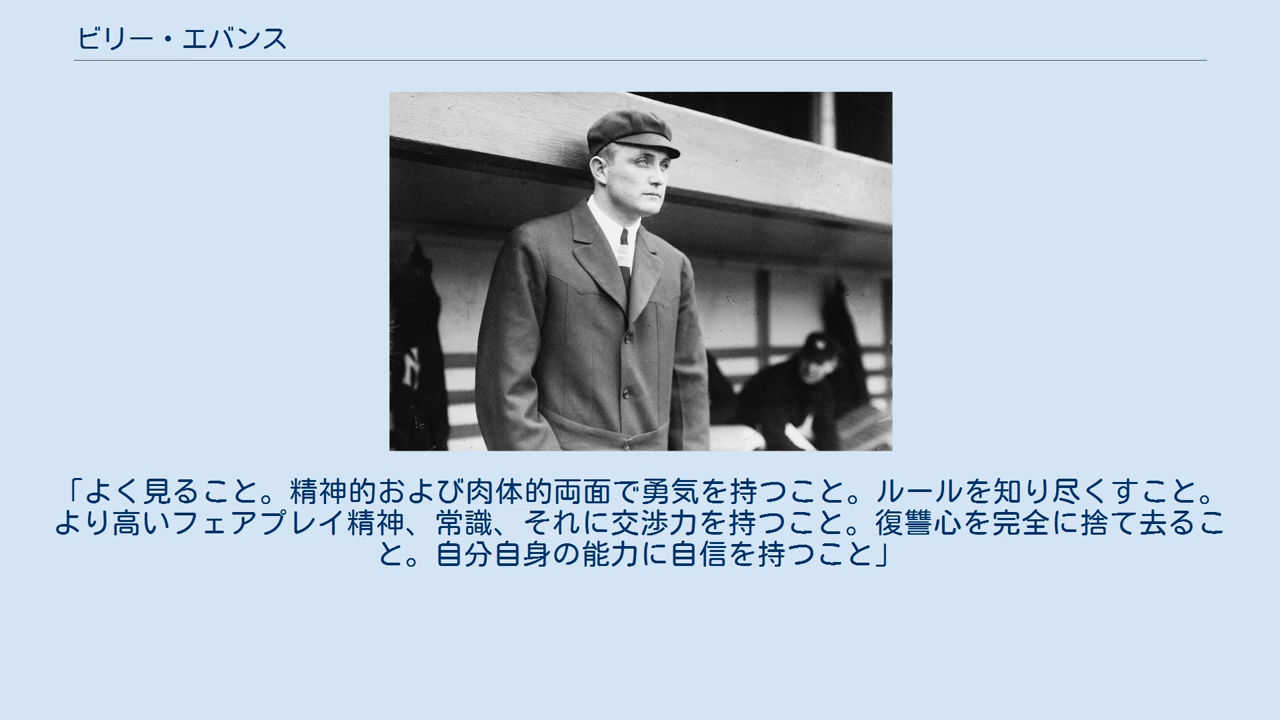 ビリー・エバンス
「よく見ること。精神的および肉体的両面で勇気を持つこと。ルールを知り尽くすこと。
より高いフェアプレイ精神、常識、それに交渉力を持つこと。復讐心を完全に捨て去るこ
と。自分自身の能力に自信を持つこと」